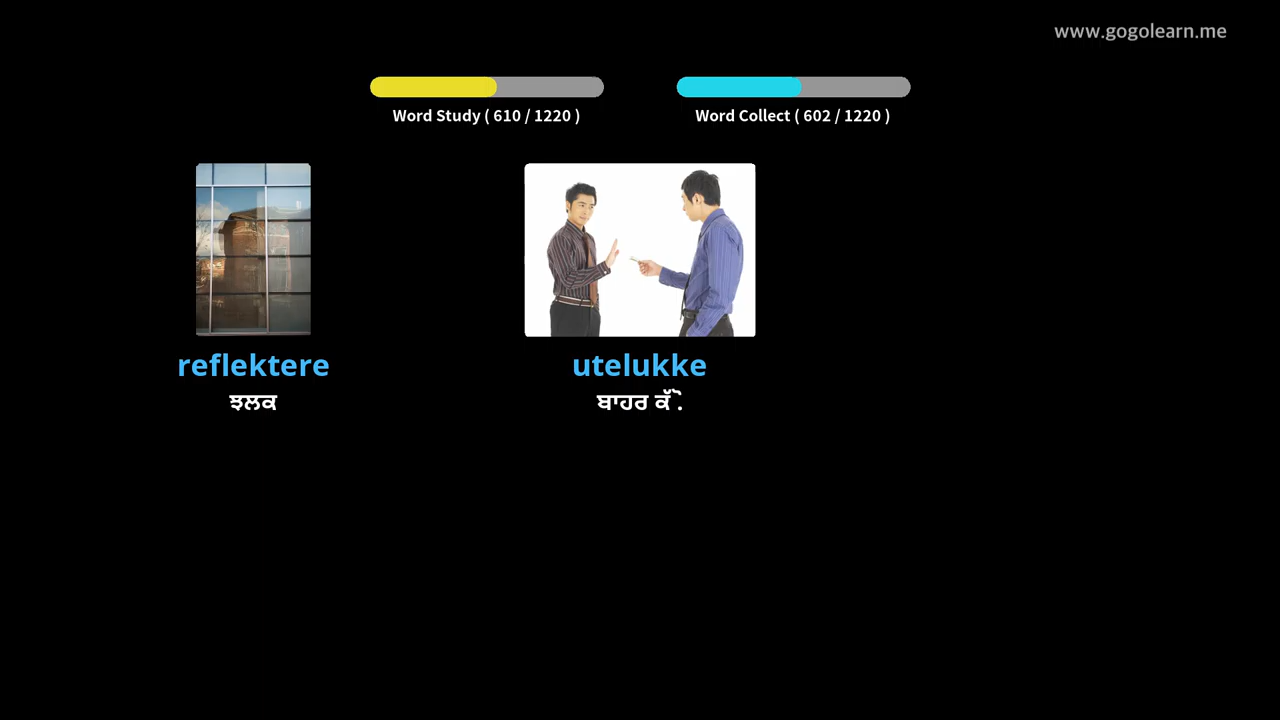 www.gogolearn.me
Word Study ( 610 / 1220 )
Word Collect ( 602 / 1220 )
reflektere
utelukke
ਝਲਕ
ਬਾਹਰ ਕੱੋ.